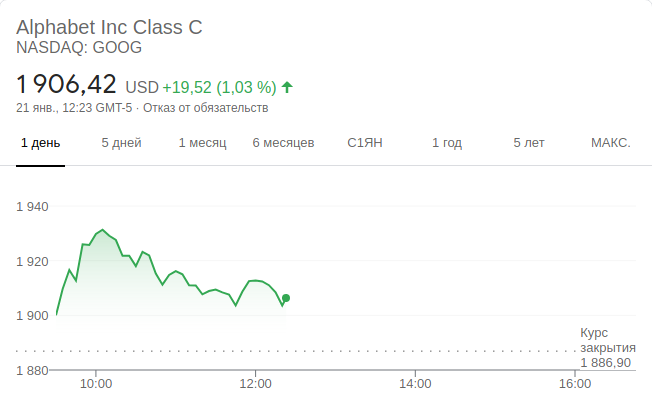 Alphabet Inc Class C
NASDAQ: GOOG
1 906,42 USD +19,52 (1,03 %)
21 янв., 12:23 GMT-5 · Отказ от обязательств
1 день 5 дней 1 месяц 6 месяцев С1ЯН 1 год 5 лет МАКС.
1 940
1 920
1 900
Курс
закрытия
1 886,90
1 880
10:00 12:00 14:00 16:00